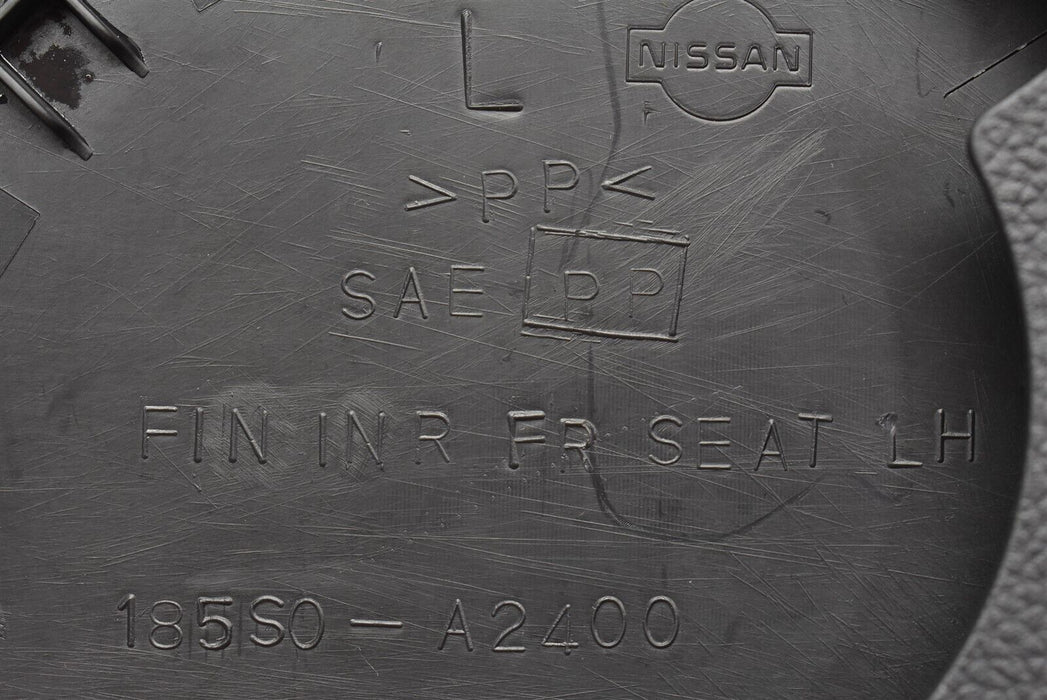 L
NISSAN
>PP<
SAE PP
FIN INR FR SEAT LH
185S0-A2400